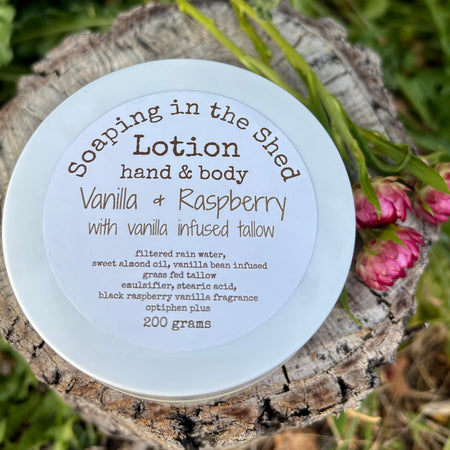 Soaping in the Shed
Lotion
hand & body
Vanilla & Raspberry
with vanilla infused tallow
filtered rain water,
sweet almond oil, vanilla bean infused
grass fed tallow
emulsifier, stearic acid,
black raspberry vanilla fragrance
optiphen plus
200 grams